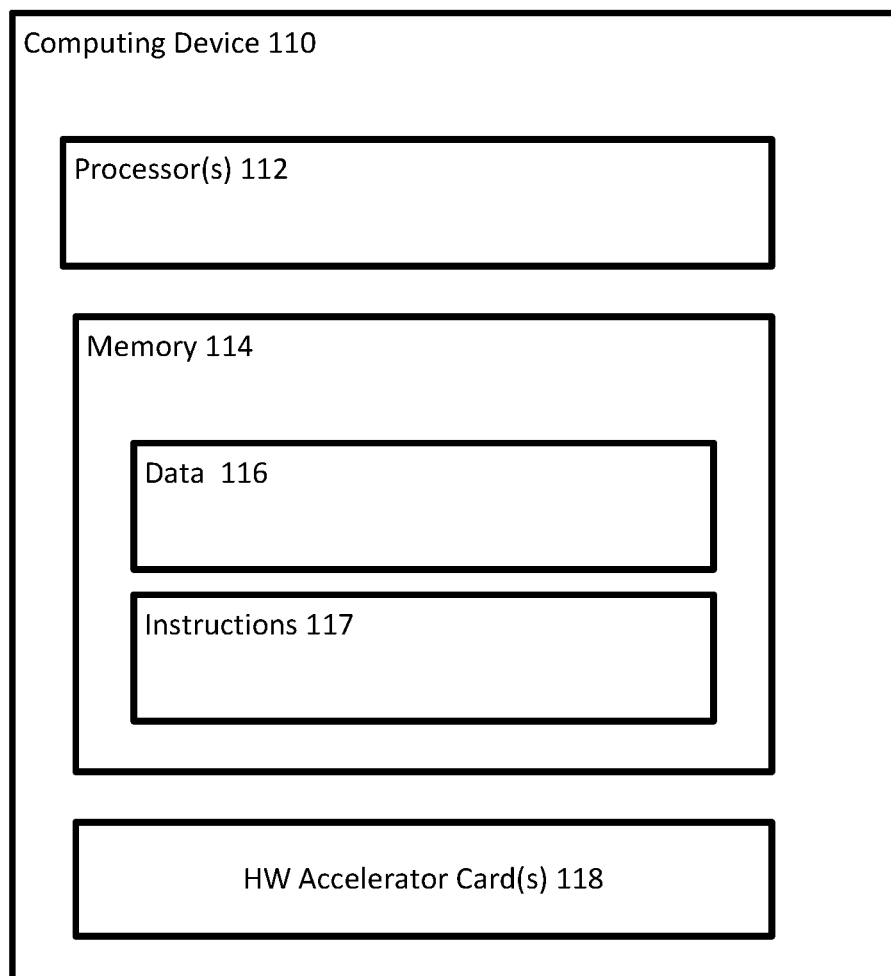 Computing Device 110
Processor(s) 112
Memory 114
Data  116
Instructions 117
HW Accelerator Card(s) 118